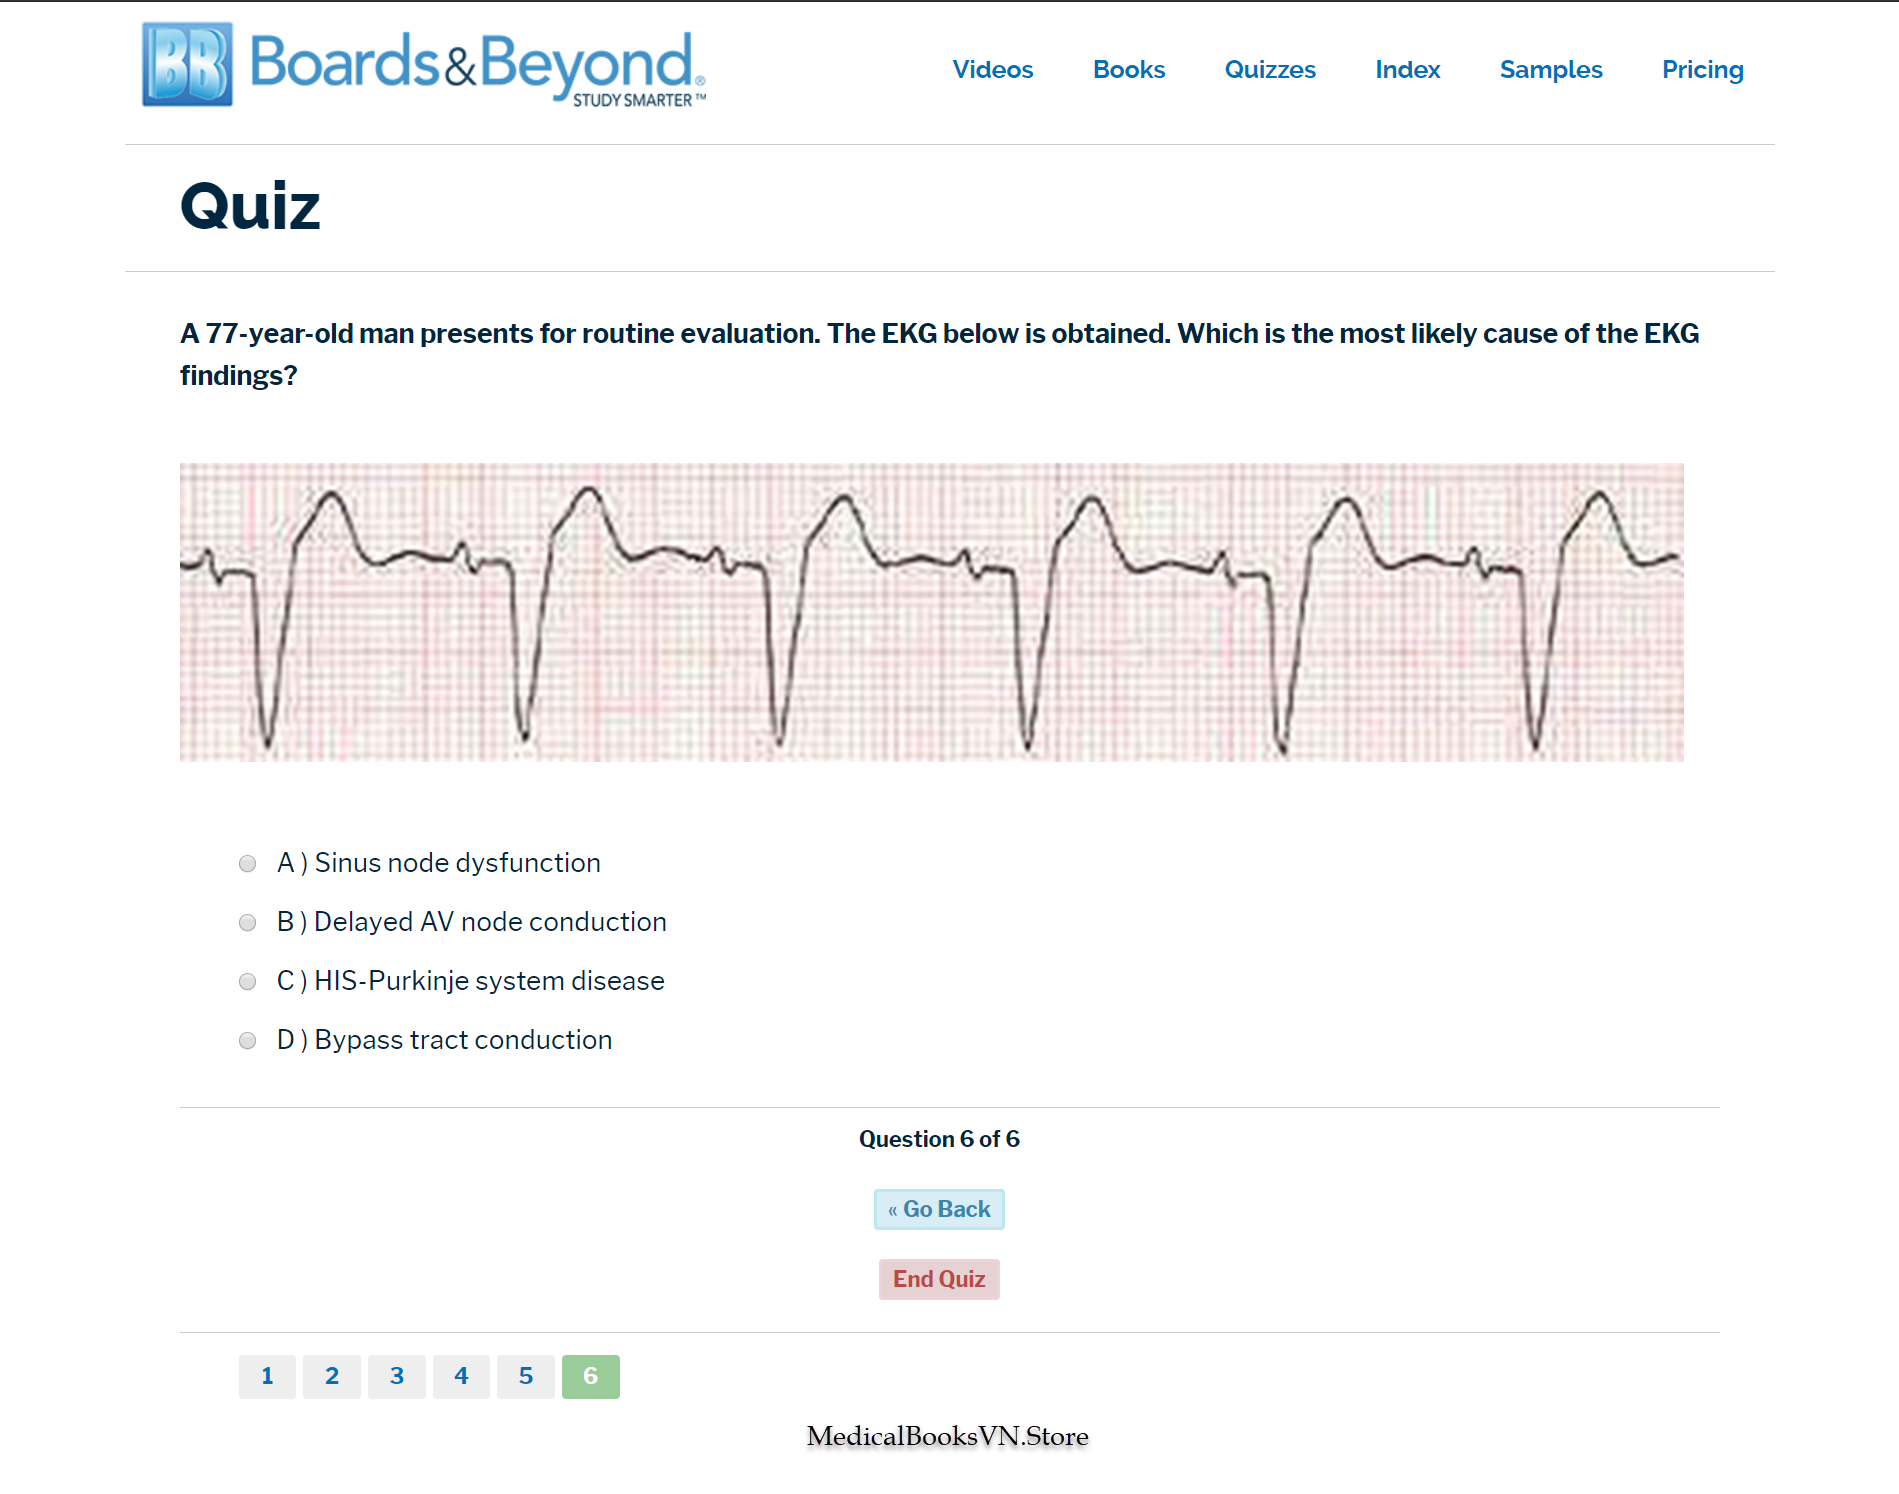 BB Boards&Beyond®
STUDY SMARTER™
Videos Books Quizzes Index Samples Pricing
Quiz
A 77-year-old man presents for routine evaluation. The EKG below is obtained. Which is the most likely cause of the EKG
findings?
A ) Sinus node dysfunction
B ) Delayed AV node conduction
C ) HIS-Purkinje system disease
D ) Bypass tract conduction
Question 6 of 6
« Go Back
End Quiz
1 2 3 4 5 6
MedicalBooksVN.Store